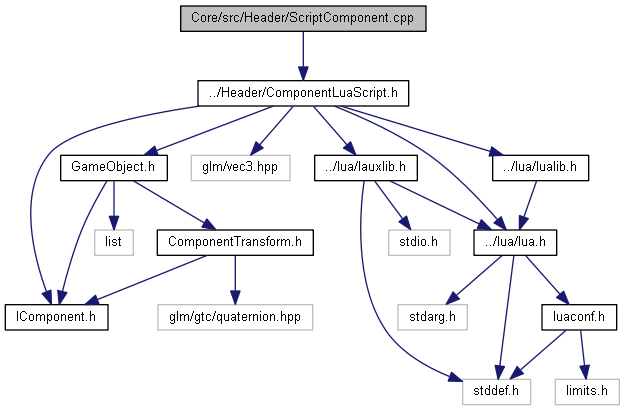 Core/src/Header/ScriptComponent.cpp
../Header/ComponentLuaScript.h
GameObject.h
glm/vec3.hpp
../lua/lauxlib.h
../lua/lualib.h
list
ComponentTransform.h
stdio.h
../lua/lua.h
IComponent.h
glm/gtc/quaternion.hpp
stdarg.h
luaconf.h
stddef.h
limits.h